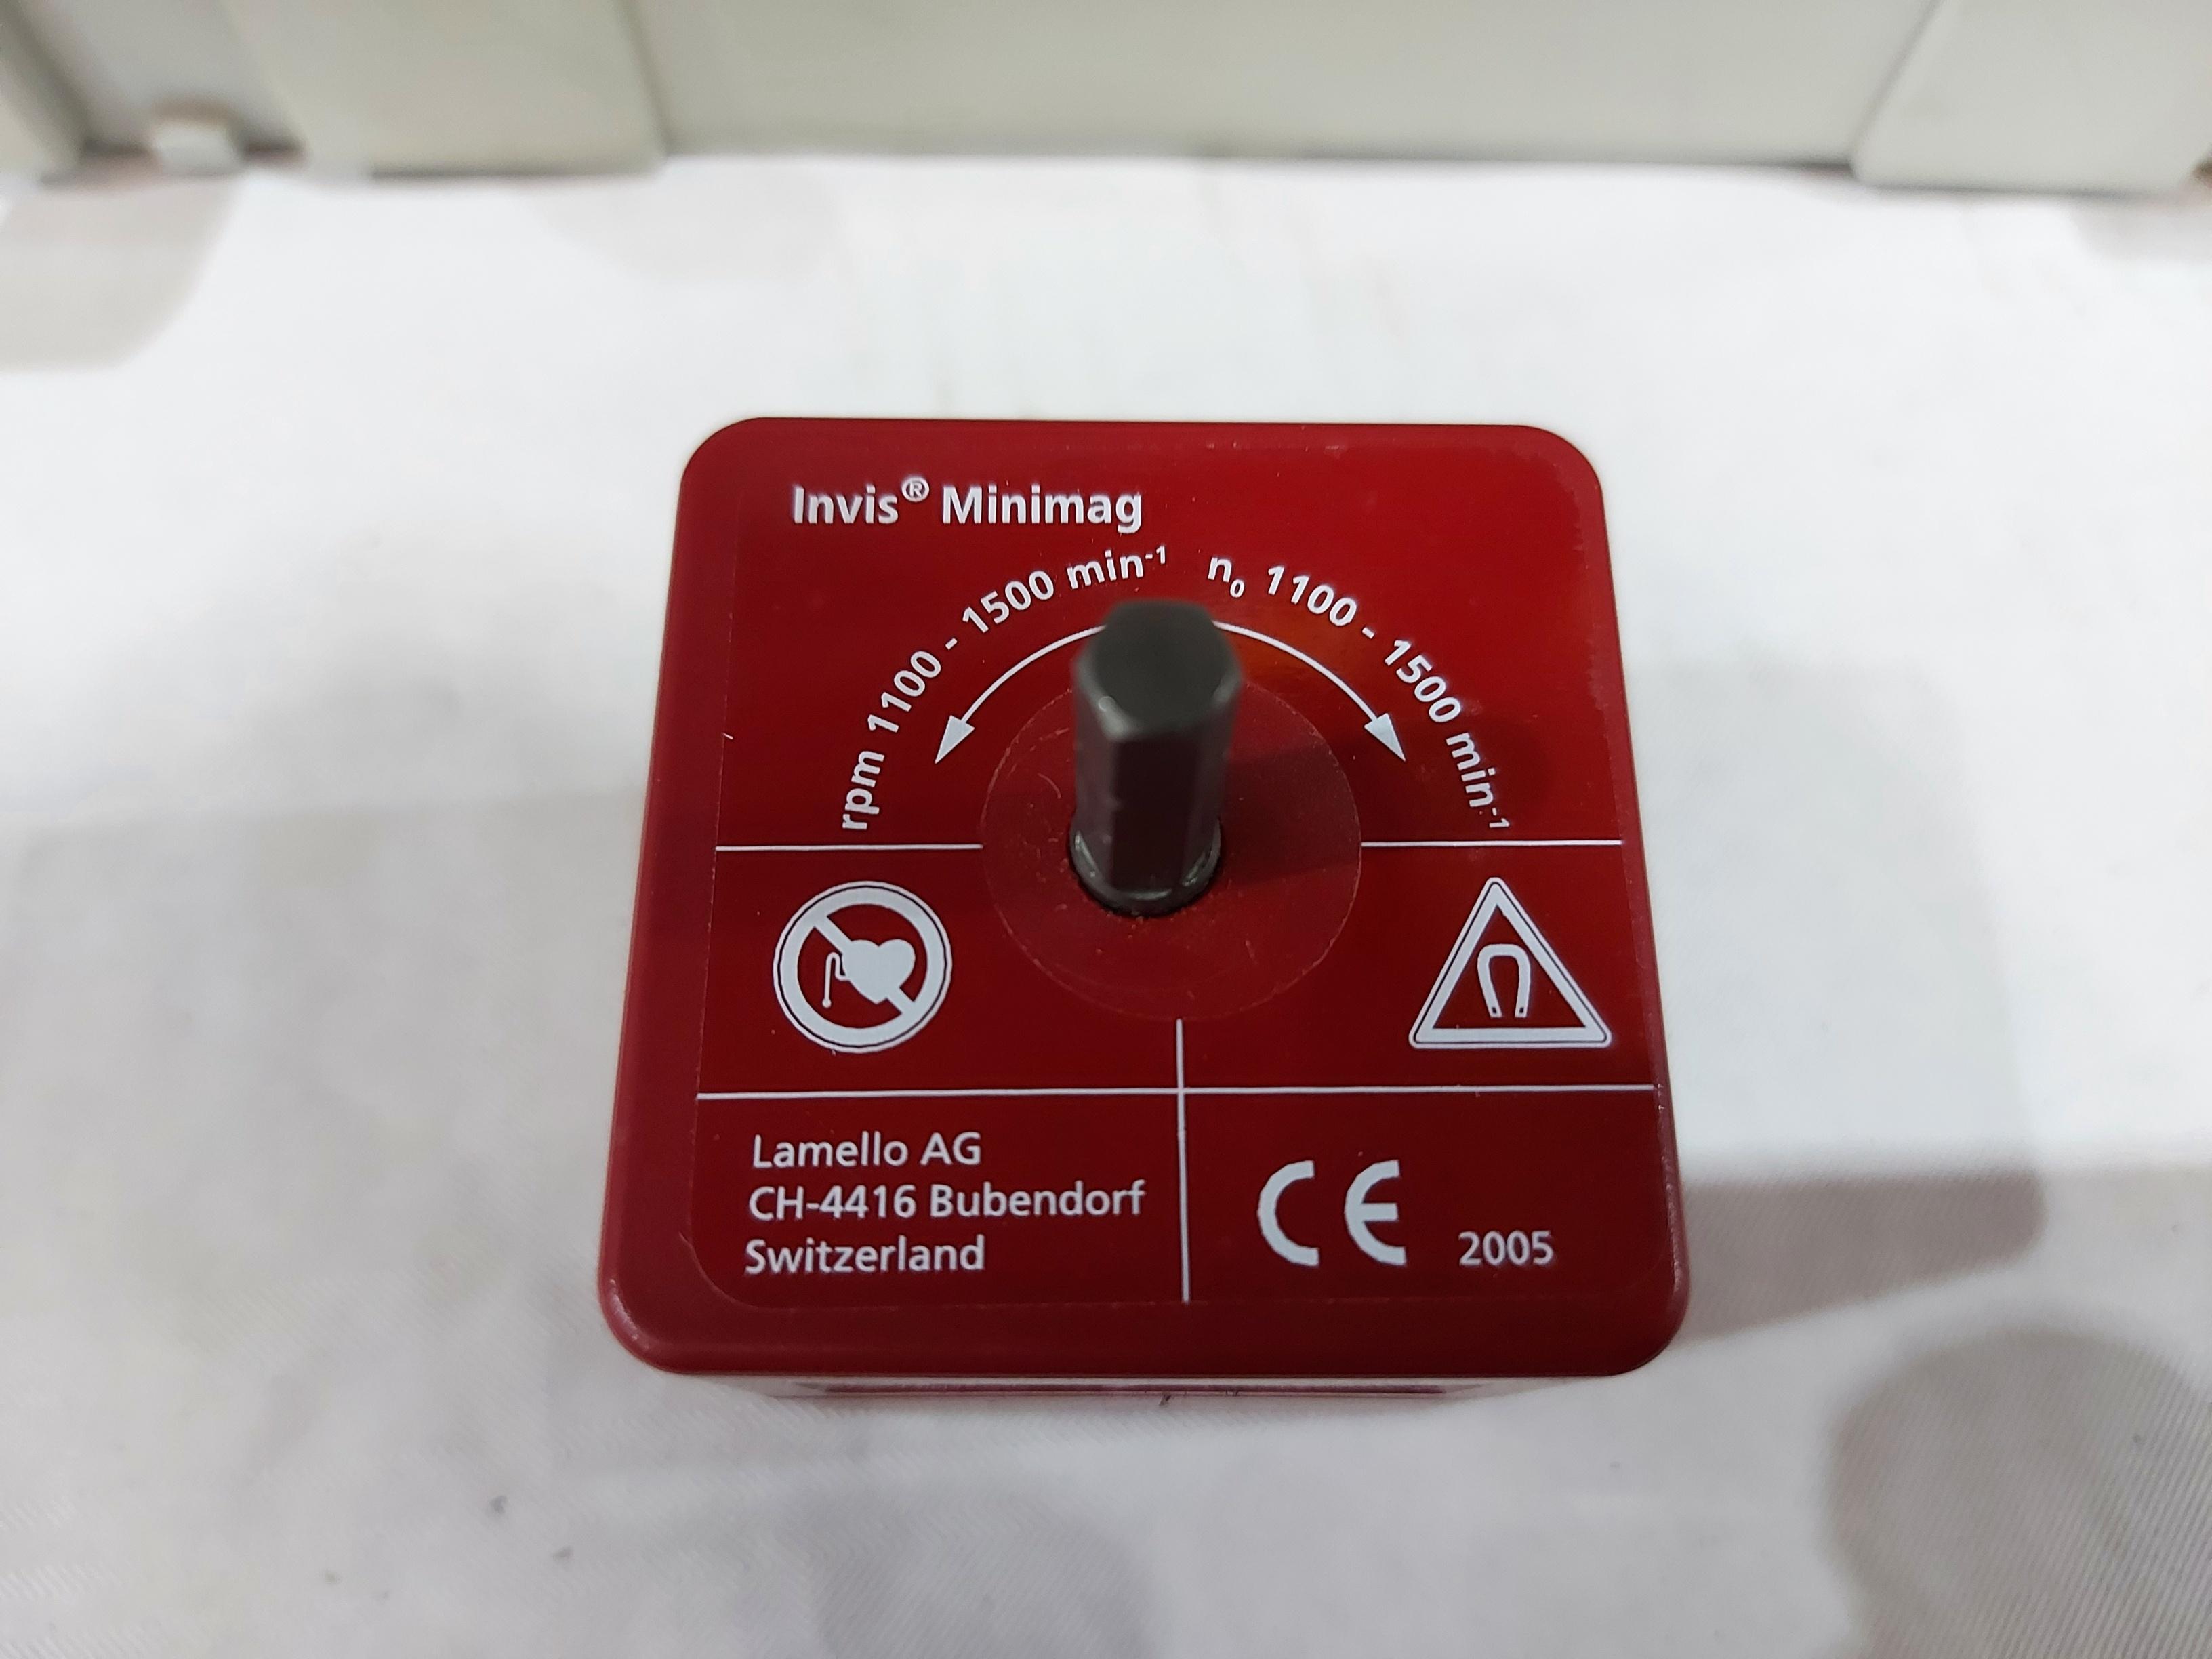 Invis® Minimag
rpm 1100 - 1500 min⁻¹ n₀ 1100 - 1500 min⁻¹
Lamello AG
CH-4416 Bubendorf
Switzerland
CE 2005